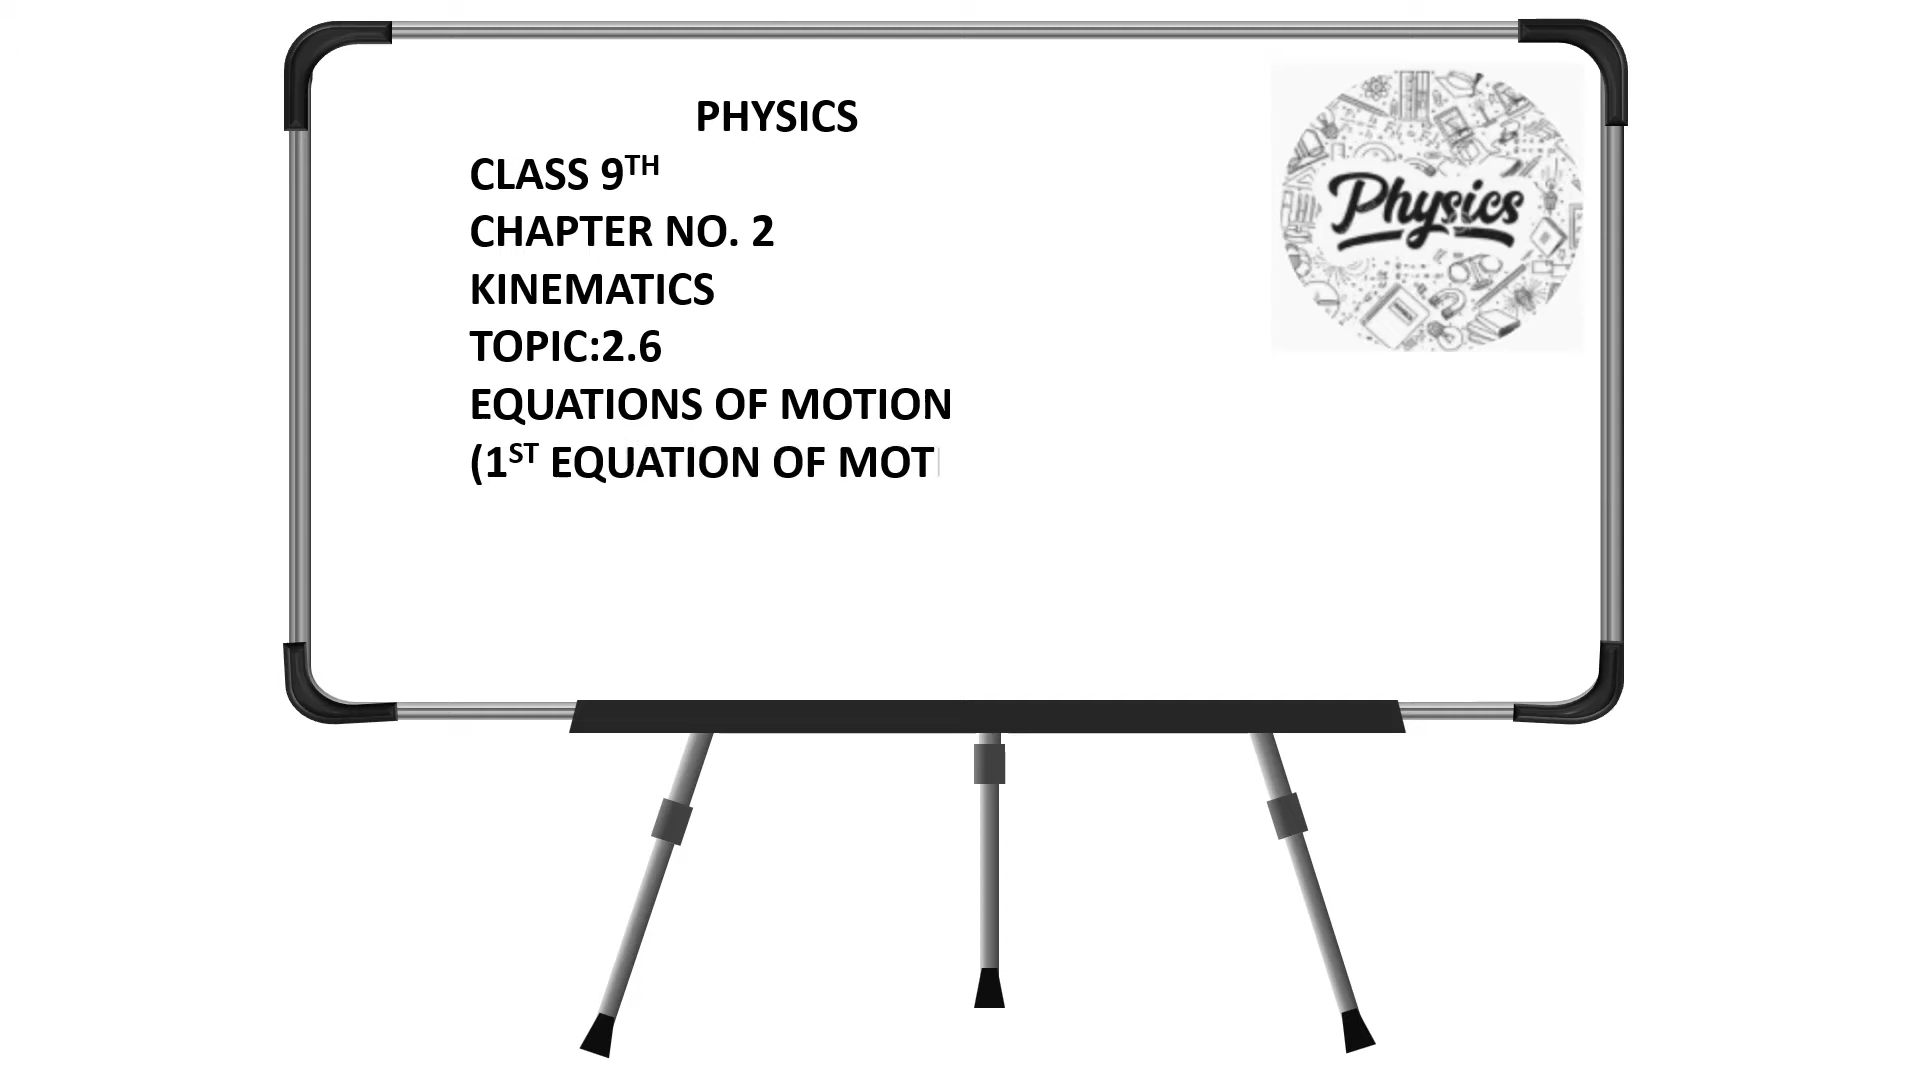 PHYSICS
CLASS 9TH
CHAPTER NO. 2
KINEMATICS
TOPIC:2.6
EQUATIONS OF MOTION
(1ST EQUATION OF MOT
Physics